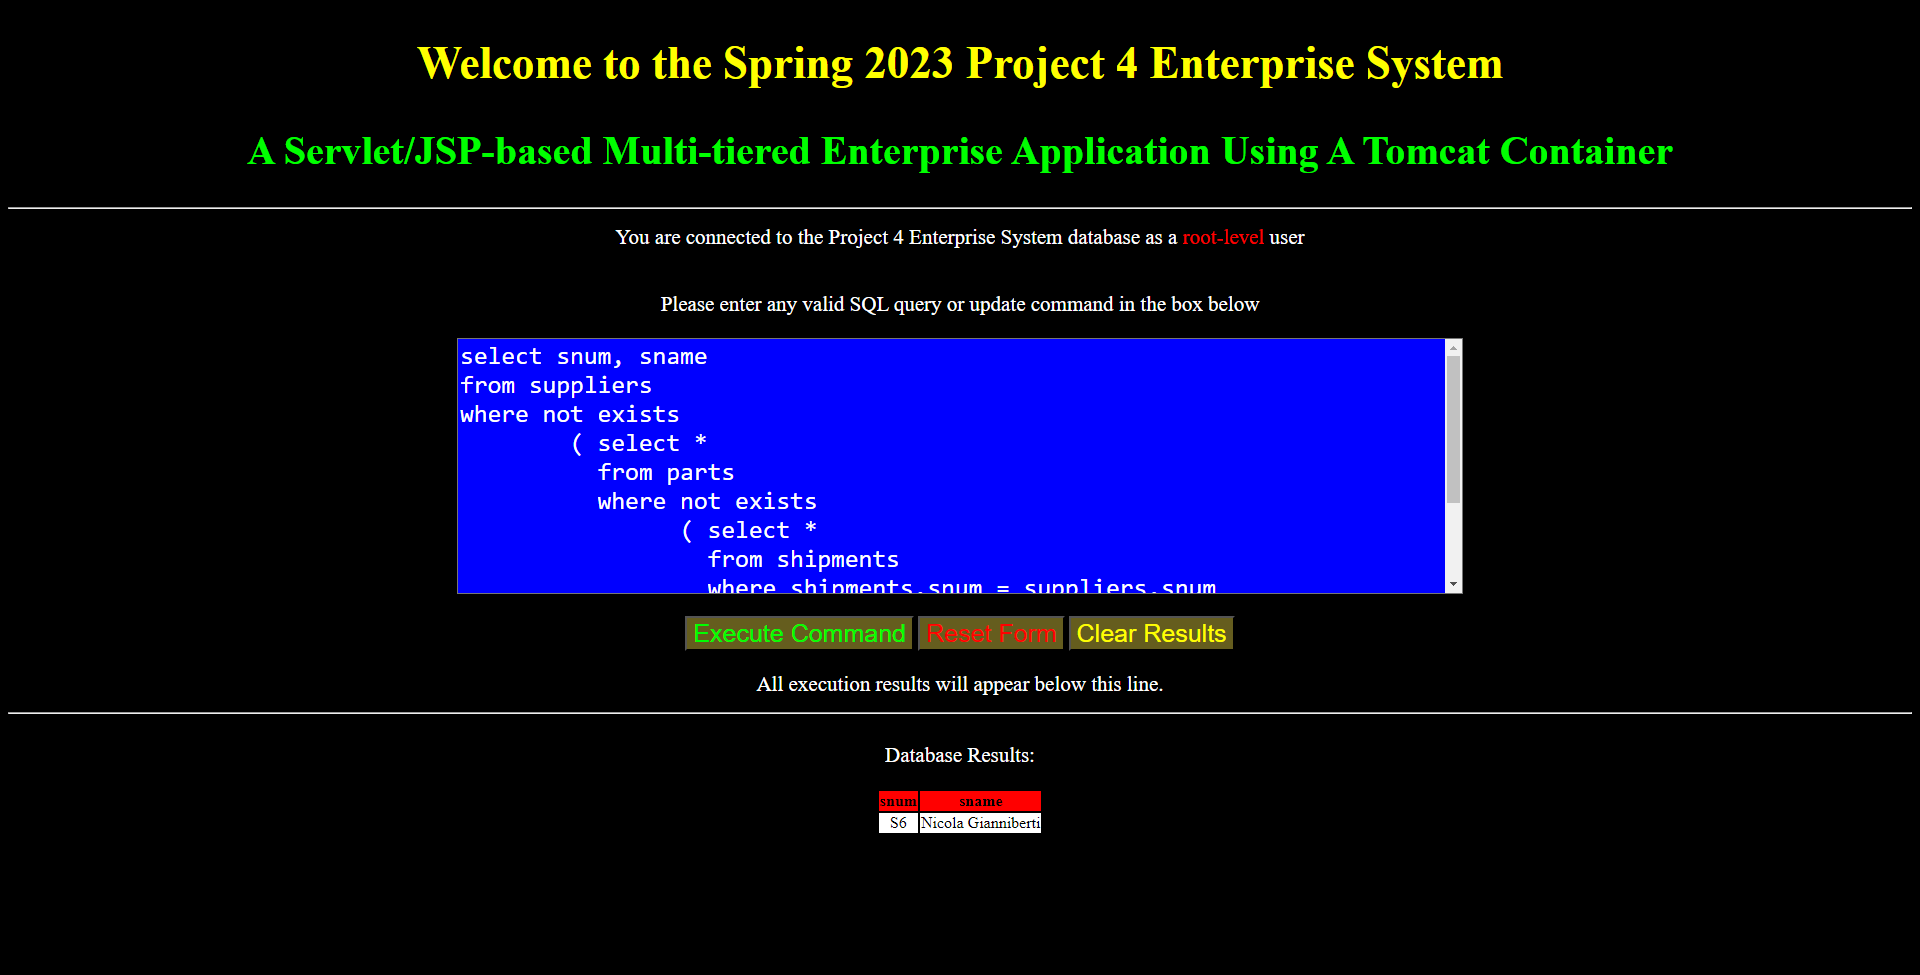 Welcome to the Spring 2023 Project 4 Enterprise System
A Servlet/JSP-based Multi-tiered Enterprise Application Using A Tomcat Container
You are connected to the Project 4 Enterprise System database as a root-level user
Please enter any valid SQL query or update command in the box below
select snum, sname
from suppliers
where not exists
( select *
from parts
where not exists
( select *
from shipments
where shipments.snum = suppliers.snum
Execute Command Reset Form Clear Results
All execution results will appear below this line.
Database Results:
snum sname
S6 Nicola Gianniberti